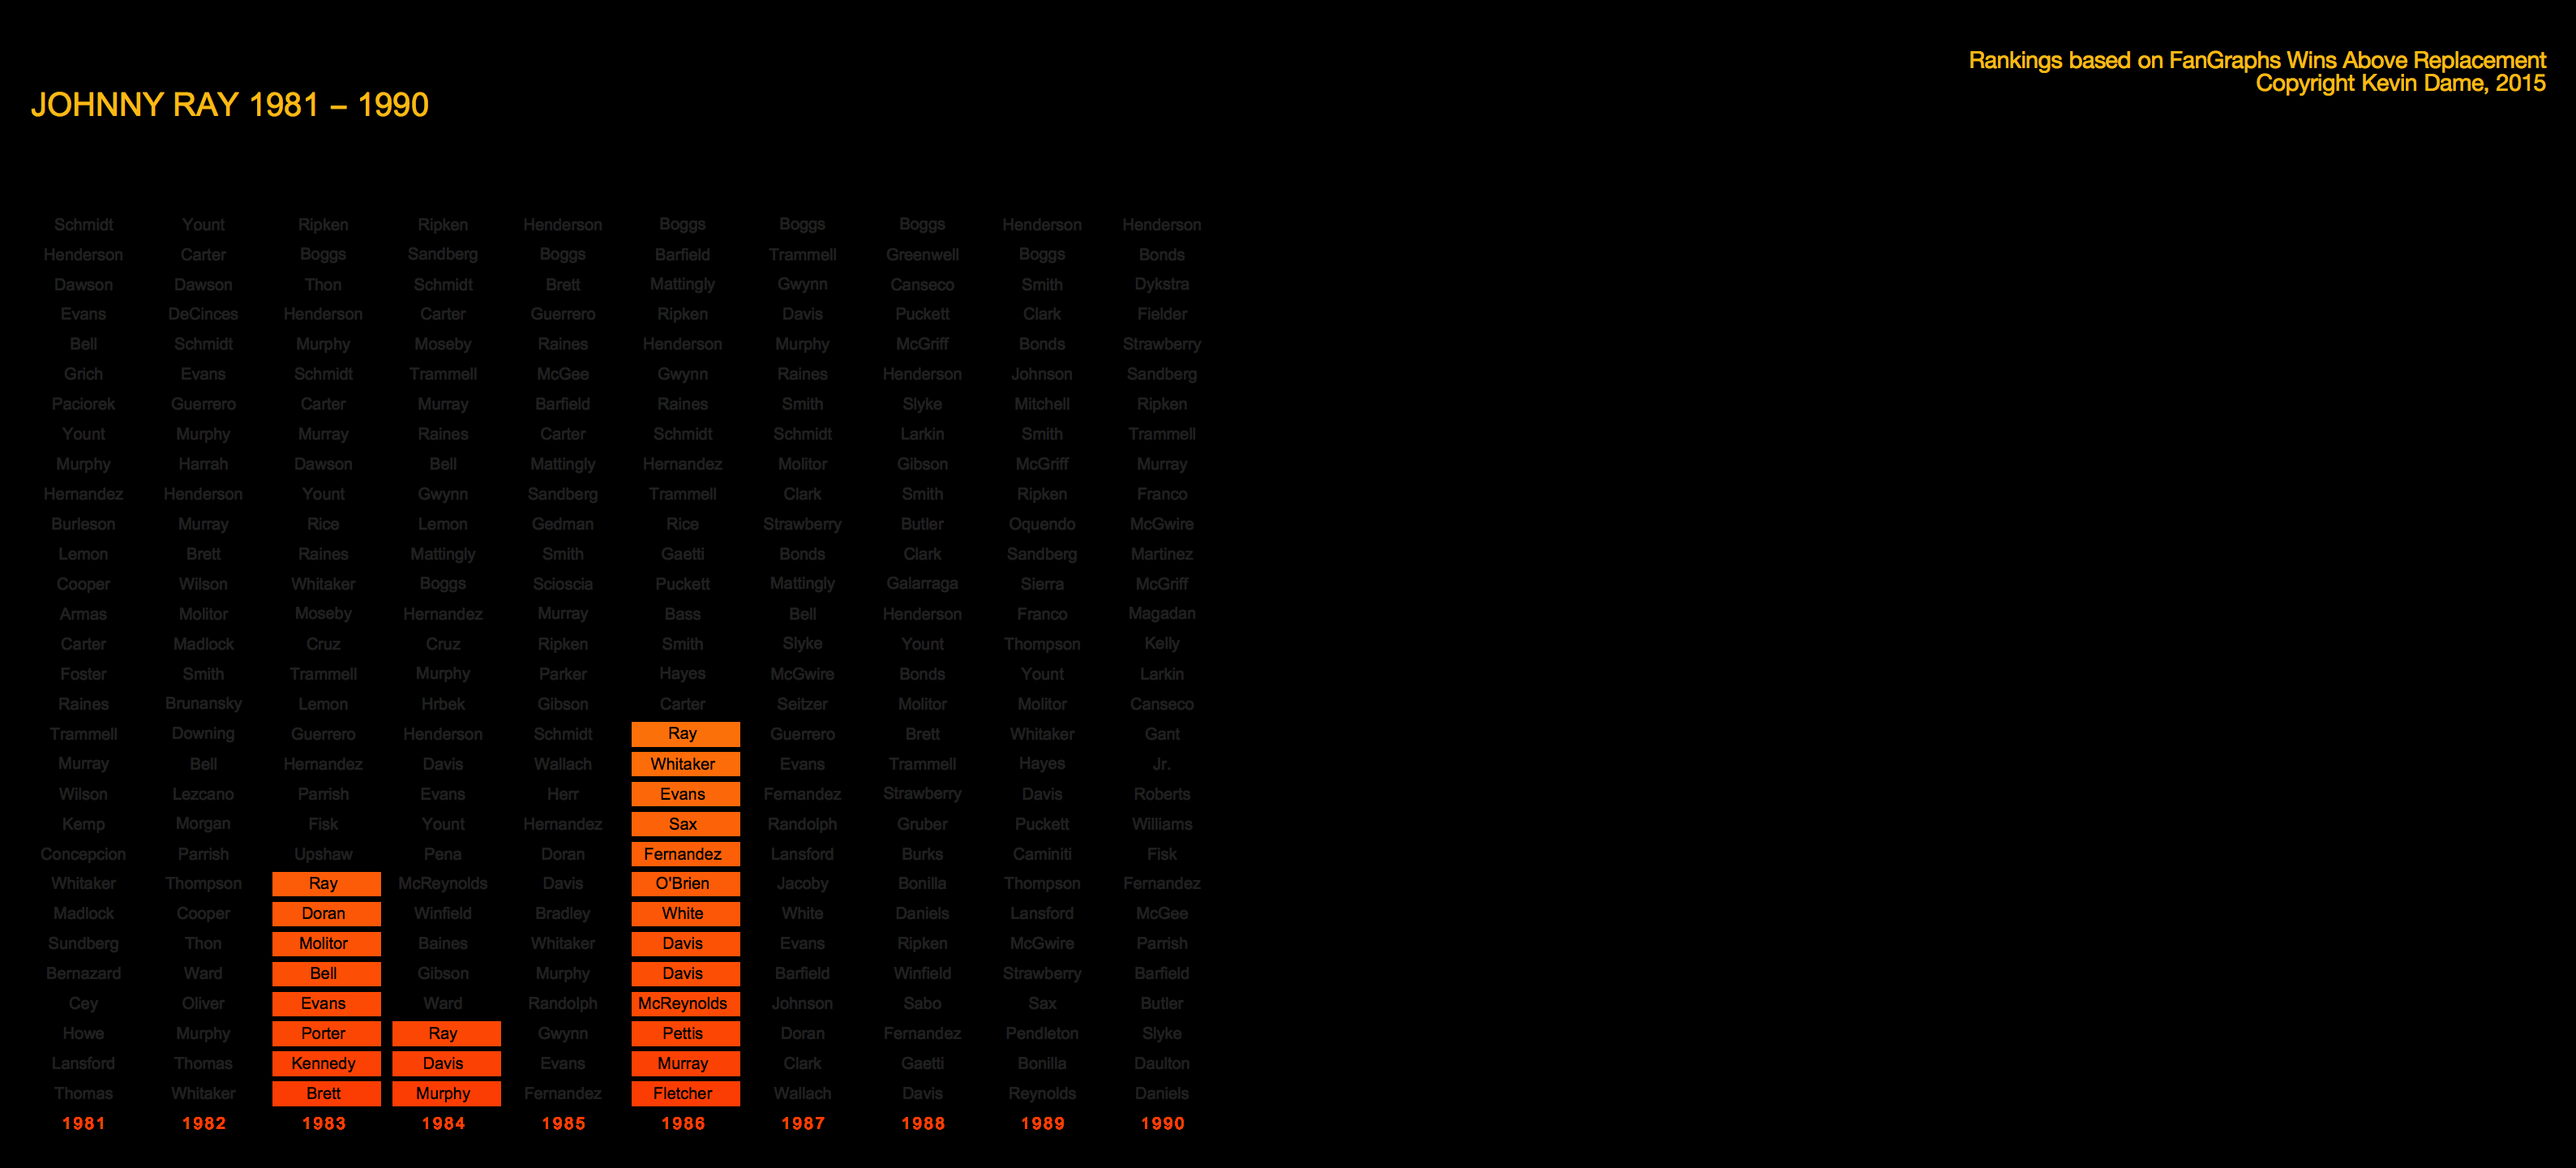 Rankings based on FanGraphs Wins Above Replacement
Copyright Kevin Dame, 2015
JOHNNY RAY 1981 – 1990
Schmidt Yount Ripken Ripken Henderson Boggs Boggs Boggs Henderson Henderson
Henderson Carter Boggs Sandberg Boggs Barfield Trammell Greenwell Boggs Bonds
Dawson Dawson Thon Schmidt Brett Mattingly Gwynn Canseco Smith Dykstra
Evans DeCinces Henderson Carter Guerrero Ripken Davis Puckett Clark Fielder
Bell Schmidt Murphy Moseby Raines Henderson Murphy McGriff Bonds Strawberry
Grich Evans Schmidt Trammell McGee Gwynn Raines Henderson Johnson Sandberg
Paciorek Guerrero Carter Murray Barfield Raines Smith Slyke Mitchell Ripken
Yount Murphy Murray Raines Carter Schmidt Schmidt Larkin Smith Trammell
Murphy Harrah Dawson Bell Mattingly Hernandez Molitor Gibson McGriff Murray
Hernandez Henderson Yount Gwynn Sandberg Trammell Clark Smith Ripken Franco
Burleson Murray Rice Lemon Gedman Rice Strawberry Butler Oquendo McGwire
Lemon Brett Raines Mattingly Smith Gaetti Bonds Clark Sandberg Martinez
Cooper Wilson Whitaker Boggs Scioscia Puckett Mattingly Galarraga Sierra McGriff
Armas Molitor Moseby Hernandez Murray Bass Bell Henderson Franco Magadan
Carter Madlock Cruz Cruz Ripken Smith Slyke Yount Thompson Kelly
Foster Smith Trammell Murphy Parker Hayes McGwire Bonds Yount Larkin
Raines Brunansky Lemon Hrbek Gibson Carter Seitzer Molitor Molitor Canseco
Trammell Downing Guerrero Henderson Schmidt Ray Guerrero Brett Whitaker Gant
Murray Bell Hernandez Davis Wallach Whitaker Evans Trammell Hayes Jr.
Wilson Lezcano Parrish Evans Herr Evans Fernandez Strawberry Davis Roberts
Kemp Morgan Fisk Yount Hernandez Sax Randolph Gruber Puckett Williams
Concepcion Parrish Upshaw Pena Doran Fernandez Lansford Burks Caminiti Fisk
Whitaker Thompson Ray McReynolds Davis O'Brien Jacoby Bonilla Thompson Fernandez
Madlock Cooper Doran Winfield Bradley White White Daniels Lansford McGee
Sundberg Thon Molitor Baines Whitaker Davis Evans Ripken McGwire Parrish
Bernazard Ward Bell Gibson Murphy Davis Barfield Winfield Strawberry Barfield
Cey Oliver Evans Ward Randolph McReynolds Johnson Sabo Sax Butler
Howe Murphy Porter Ray Gwynn Pettis Doran Fernandez Pendleton Slyke
Lansford Thomas Kennedy Davis Evans Murray Clark Gaetti Bonilla Daulton
Thomas Whitaker Brett Murphy Fernandez Fletcher Wallach Davis Reynolds Daniels
1981 1982 1983 1984 1985 1986 1987 1988 1989 1990